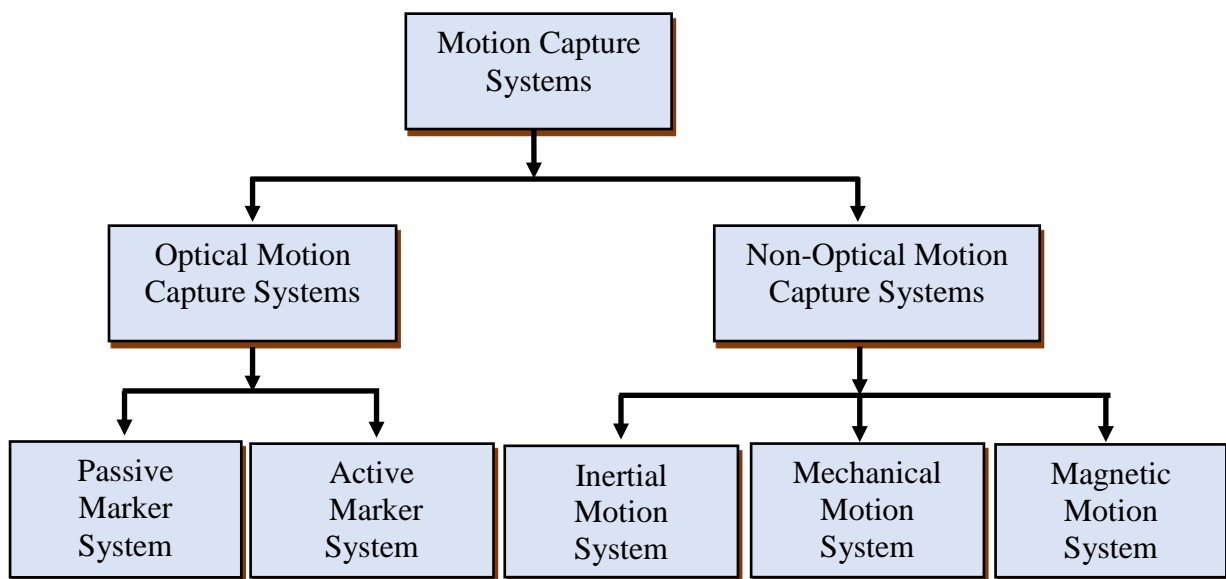 Motion Capture
Systems
Optical Motion
Capture Systems
Non-Optical Motion
Capture Systems
Passive
Marker
System
Active
Marker
System
Inertial
Motion
System
Mechanical
Motion
System
Magnetic
Motion
System